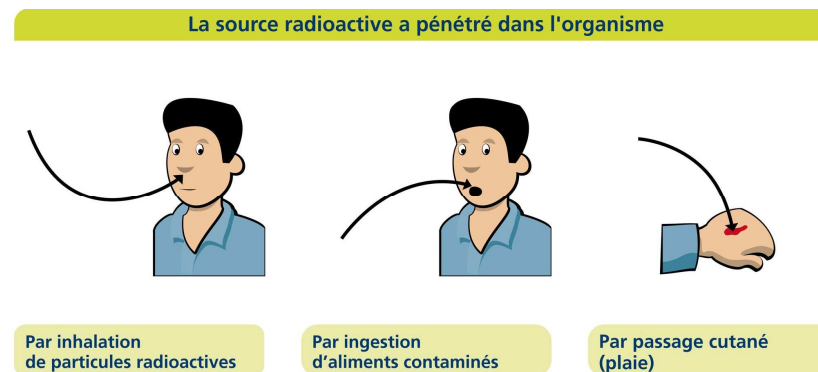 La source radioactive a pénétré dans l'organisme
Par inhalation
de particules radioactives
Par ingestion
d'aliments contaminés
Par passage cutané
(plaie)